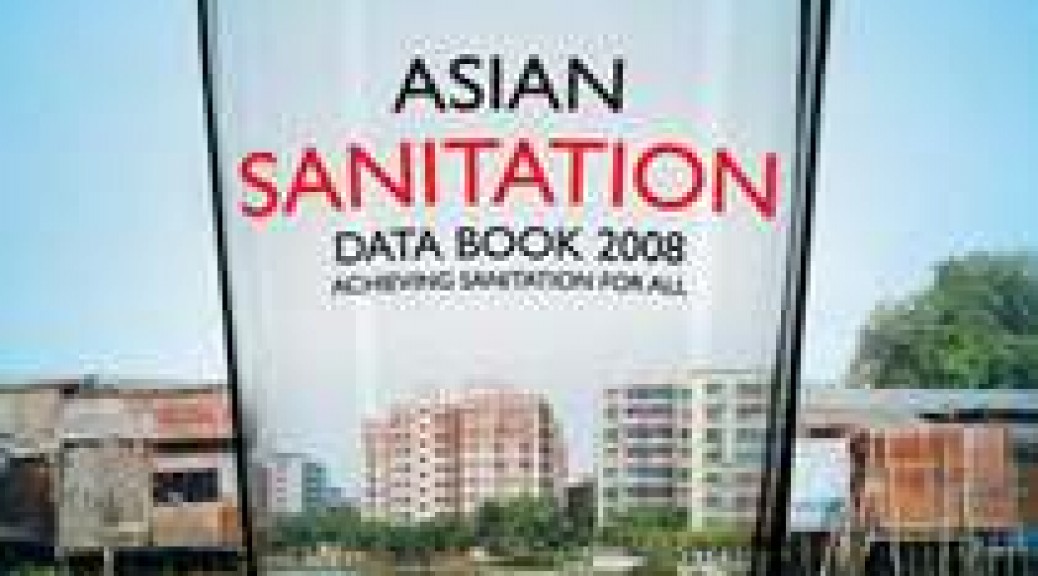 ASIAN
SANITATION
DATA BOOK 2008
ACHIEVING SANITATION FOR ALL